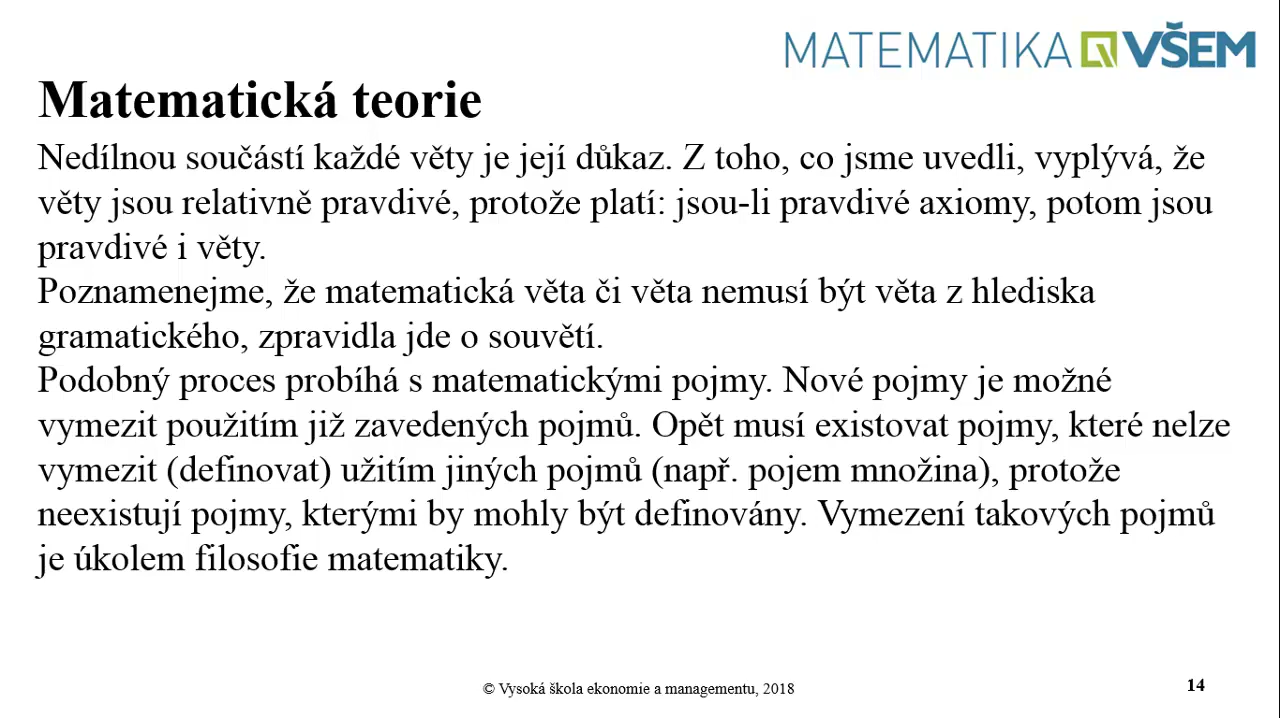 MATEMATIKA VŠEM
Matematická teorie
Nedílnou součástí každé věty je její důkaz. Z toho, co jsme uvedli, vyplývá, že
věty jsou relativně pravdivé, protože platí: jsou-li pravdivé axiomy, potom jsou
pravdivé i věty.
Poznamenejme, že matematická věta či věta nemusí být věta z hlediska
gramatického, zpravidla jde o souvětí.
Podobný proces probíhá s matematickými pojmy. Nové pojmy je možné
vymezit použitím již zavedených pojmů. Opět musí existovat pojmy, které nelze
vymezit (definovat) užitím jiných pojmů (např. pojem množina), protože
neexistují pojmy, kterými by mohly být definovány. Vymezení takových pojmů
je úkolem filosofie matematiky.
© Vysoká škola ekonomie a managementu, 2018
14